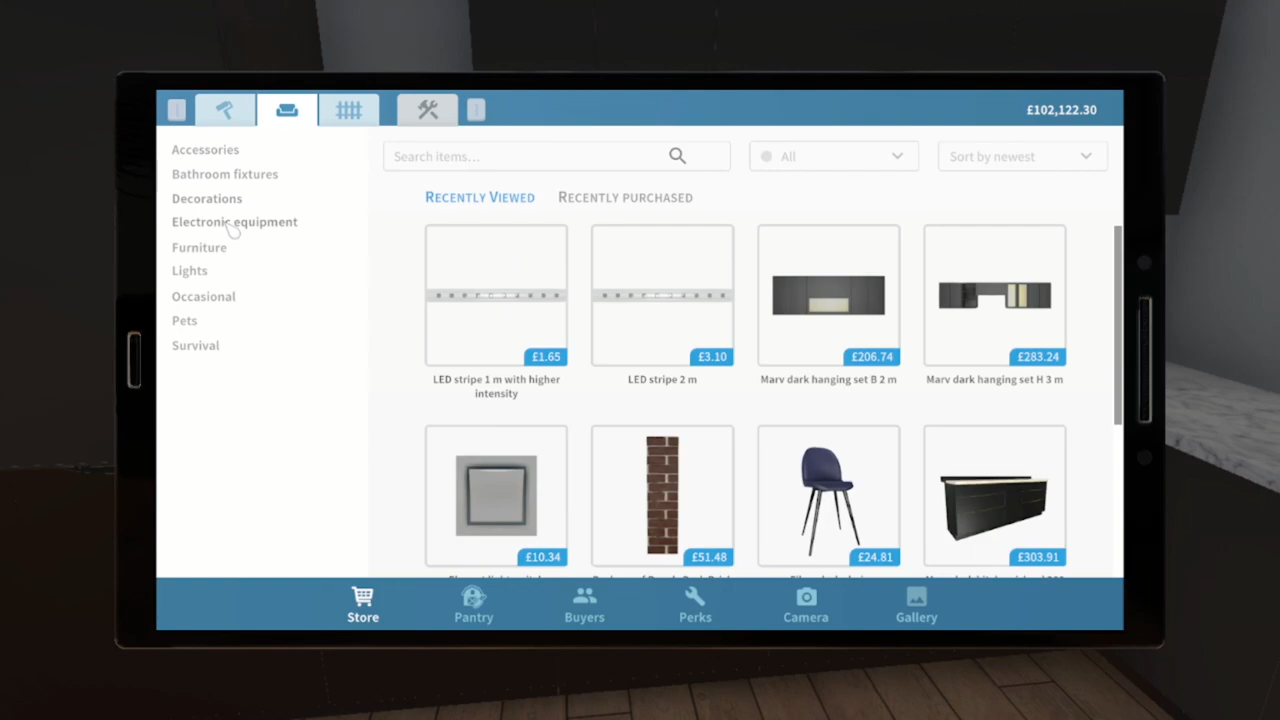 £102,122.30
Accessories
Bathroom fixtures
Decorations
Electronic equipment
Furniture
Lights
Occasional
Pets
Survival
Search items...
All
Sort by newest
Recently Viewed
Recently purchased
£1.65
£3.10
£206.74
£283.24
LED stripe 1 m with higher
intensity
LED stripe 2 m
Marv dark hanging set B 2 m
Marv dark hanging set H 3 m
£10.34
£51.48
£24.81
£303.91
Store
Pantry
Buyers
Perks
Camera
Gallery